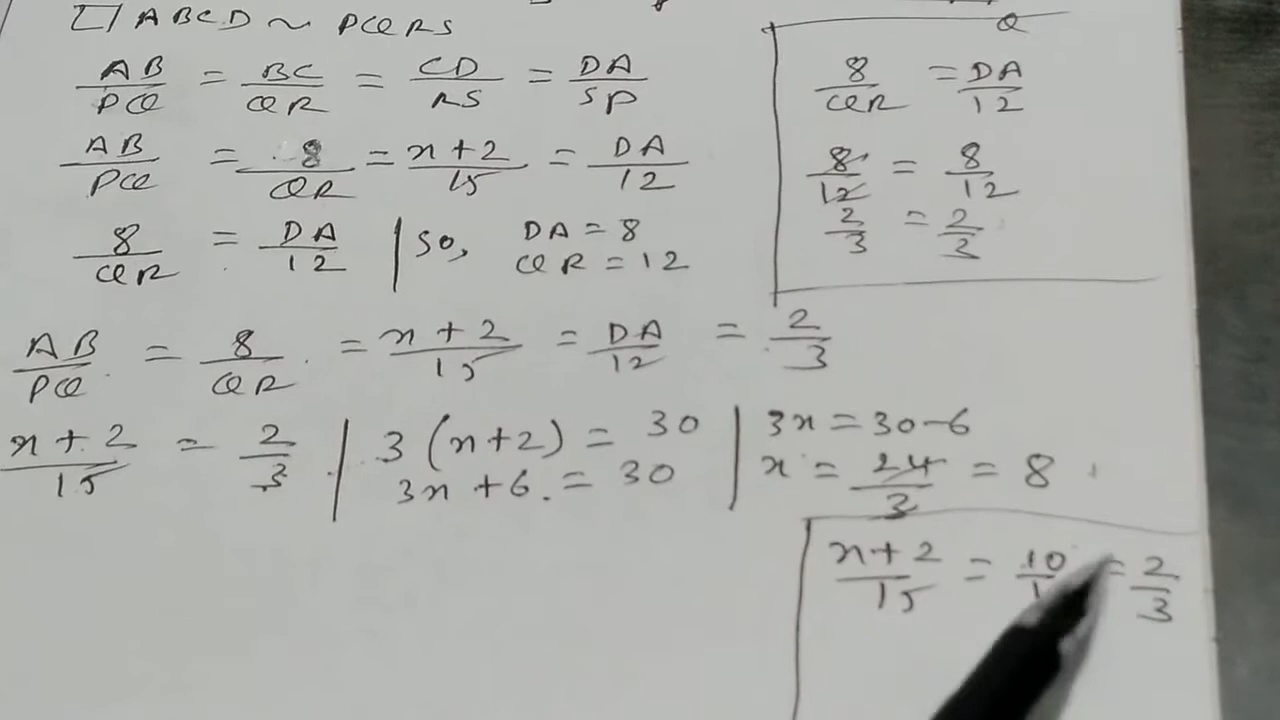 □ABCD ~ PQRS
AB/PQ = BC/QR = CD/RS = DA/SP
AB/PQ = 8/QR = x+2/15 = DA/12
8/QR = DA/12 | So, DA = 8
QR = 12
Q
8/QR = DA/12
8/12 = 8/12
2/3 = 2/3
AB/PQ = 8/QR = x+2/15 = DA/12 = 2/3
x+2/15 = 2/3 | 3(x+2) = 30 | 3x = 30-6
3x+6 = 30 | x = 24/3 = 8
x+2/15 = 10/1 = 2/3